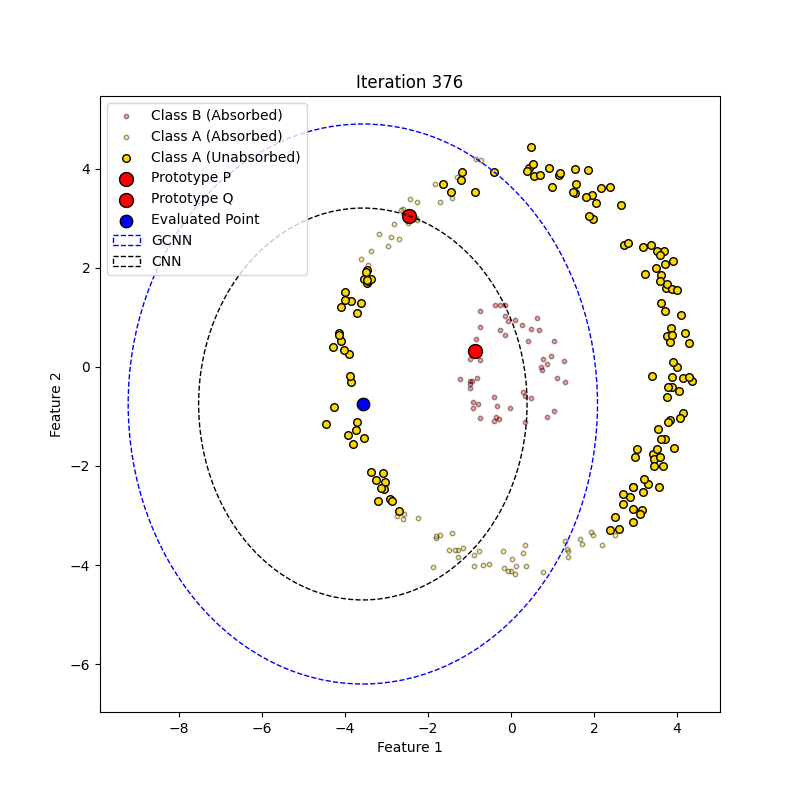 Iteration 376
Class B (Absorbed)
Class A (Absorbed)
Class A (Unabsorbed)
Prototype P
Prototype Q
Evaluated Point
GCNN
CNN
4
2
0
−2
−4
−6
Feature 2
−8 −6 −4 −2 0 2 4
Feature 1